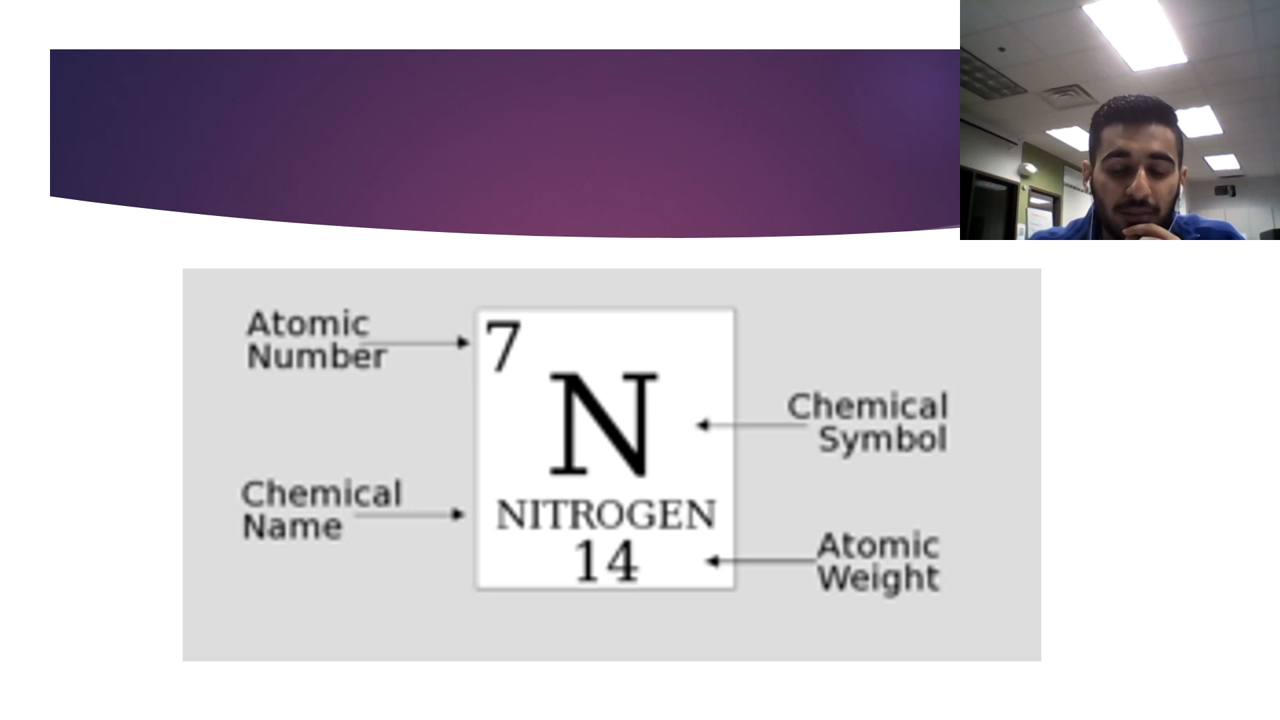 Atomic
Number
7
N
Chemical
Symbol
Chemical
Name
NITROGEN
14
Atomic
Weight